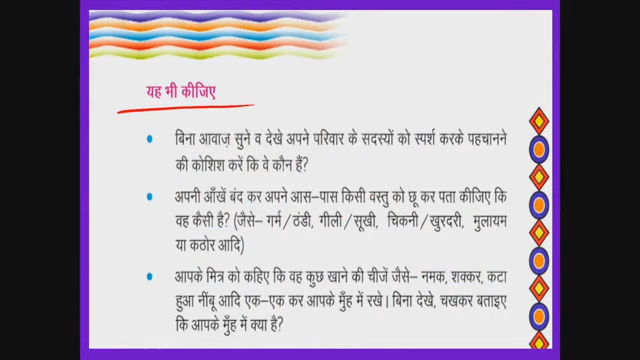 यह भी कीजिए
• बिना आवाज़ सुने व देखे अपने परिवार के सदस्यों को स्पर्श करके पहचानने
की कोशिश करें कि वे कौन हैं?
• अपनी आँखें बंद कर अपने आस–पास किसी वस्तु को छू कर पता कीजिए कि
वह कैसी है? (जैसे– गर्म/ठंडी, गीली/सूखी, चिकनी/खुरदरी, मुलायम
या कठोर आदि)
• आपके मित्र को कहिए कि वह कुछ खाने की चीजें जैसे– नमक, शक्कर, कटा
हुआ नींबू आदि एक–एक कर आपके मुँह में रखे। बिना देखे, चखकर बताइए
कि आपके मुँह में क्या है?